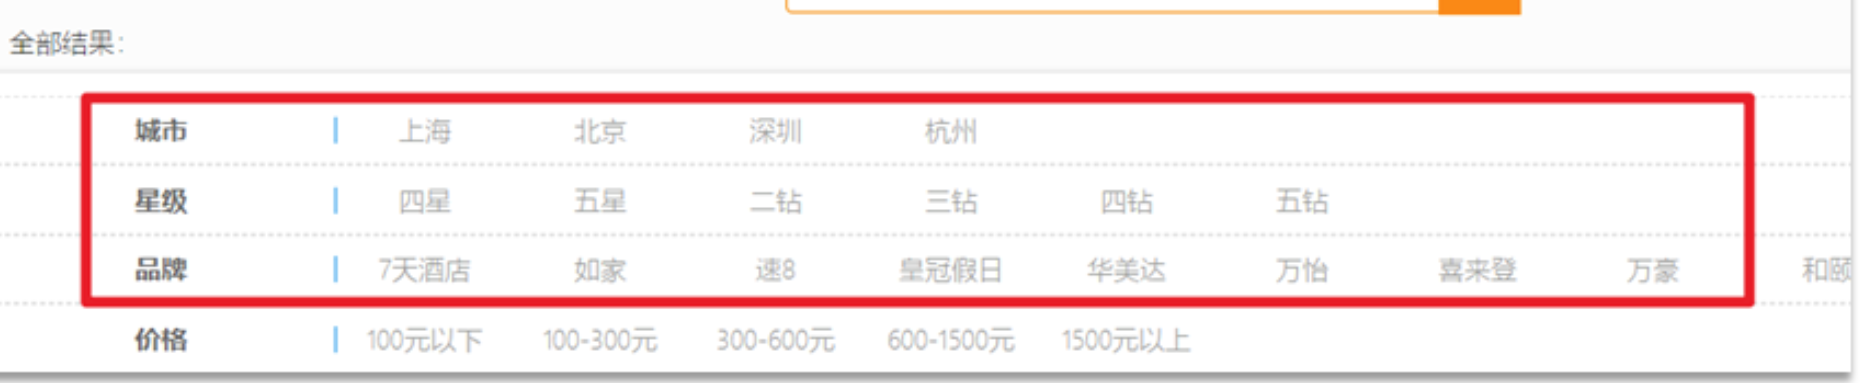 全部结果:
城市 上海 北京 深圳 杭州
星级 四星 五星 二钻 三钻 四钻 五钻
品牌 7天酒店 如家 速8 皇冠假日 华美达 万怡 喜来登 万豪 和颐
价格 100元以下 100-300元 300-600元 600-1500元 1500元以上